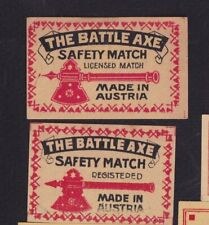 THE BATTLE AXE
SAFETY MATCH
LICENSED MATCH
MADE IN
AUSTRIA
THE BATTLE AXE
SAFETY MATCH
REGISTERED
MADE IN
AUSTRIA